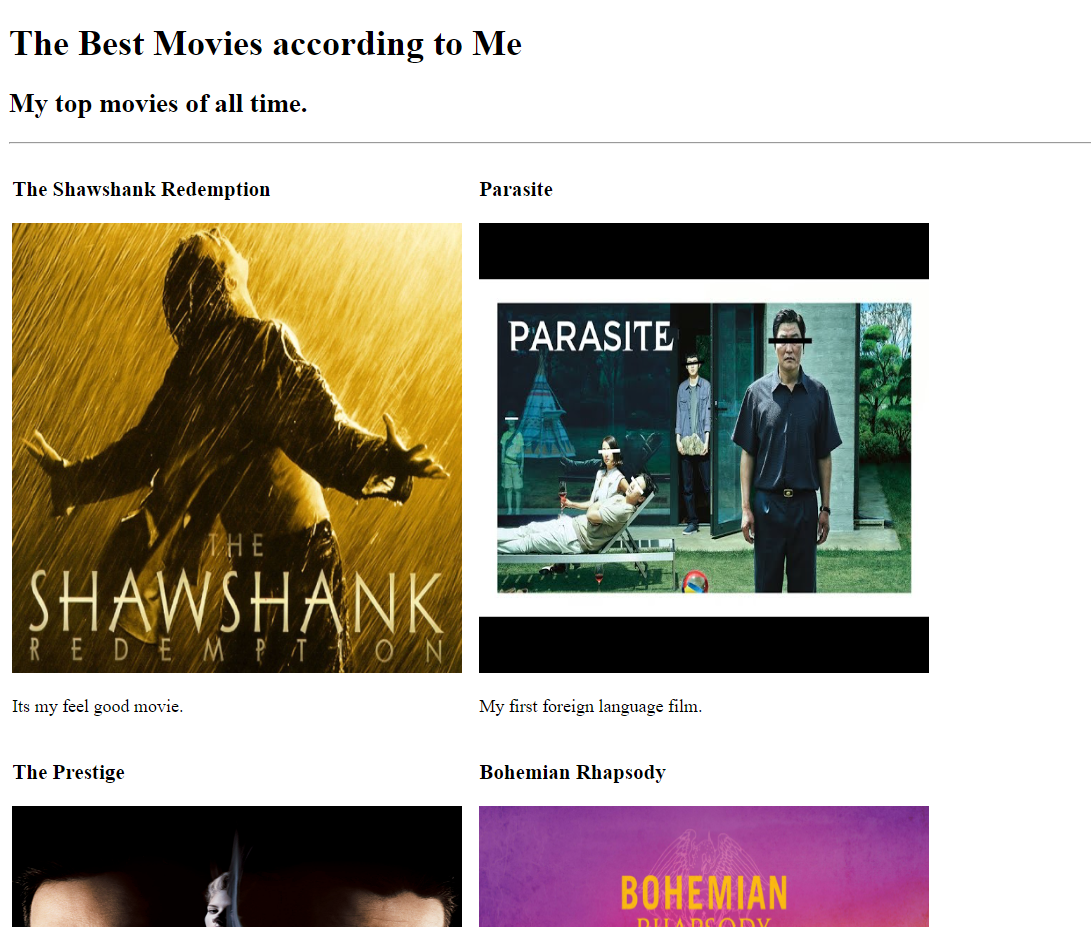 The Best Movies according to Me
My top movies of all time.
The Shawshank Redemption
Parasite
PARASITE
THE
SHAWSHANK
REDEMPTION
Its my feel good movie.
My first foreign language film.
The Prestige
Bohemian Rhapsody
BOHEMIAN
RHAPSODY